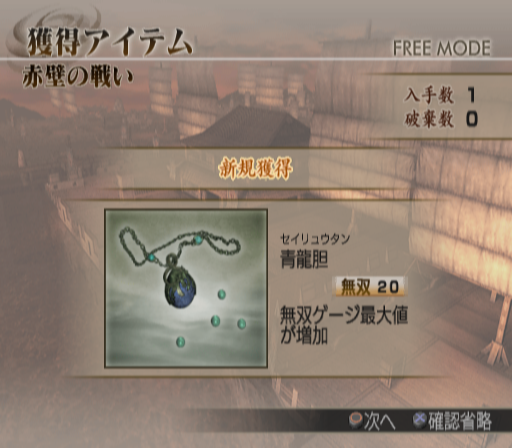 獲得アイテム
FREE MODE
赤壁の戦い
入手数 1
破棄数 0
新規獲得
セイリュウタン
青龍胆
無双 20
無双ゲージ最大値
が増加
次へ 確認省略